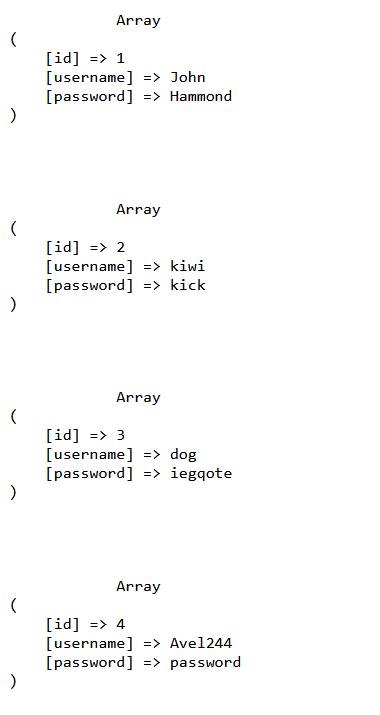 Array
(
[id] => 1
[username] => John
[password] => Hammond
)
Array
(
[id] => 2
[username] => kiwi
[password] => kick
)
Array
(
[id] => 3
[username] => dog
[password] => iegqote
)
Array
(
[id] => 4
[username] => Avel244
[password] => password
)